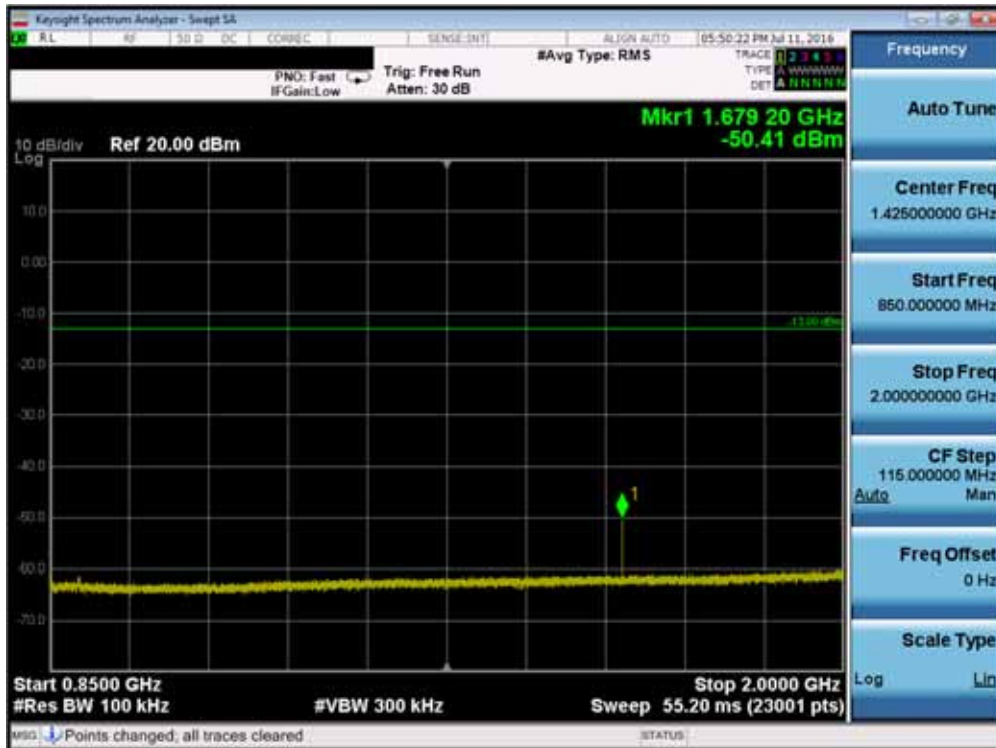 Keysight Spectrum Analyzer - Swept SA
RL RF 50 Ω DC CORREC SENSE:INT ALIGN AUTO 05:50:22 PM Jul 11, 2016
PNO: Fast
IFGain:Low
Trig: Free Run
Atten: 30 dB
#Avg Type: RMS
TRACE 1 2 3 4 5 6
TYPE A WWWWW
DET A N N N N N
Mkr1 1.679 20 GHz
-50.41 dBm
10 dB/div
Log
Ref 20.00 dBm
10.0
0.00
-10.0
-13.00 dBm
-20.0
-30.0
-40.0
1
-50.0
-60.0
-70.0
Start 0.8500 GHz
Stop 2.0000 GHz
#Res BW 100 kHz
#VBW 300 kHz
Sweep 55.20 ms (23001 pts)
MSG Points changed; all traces cleared
STATUS
Frequency
Auto Tune
Center Freq
1.425000000 GHz
Start Freq
850.000000 MHz
Stop Freq
2.000000000 GHz
CF Step
115.000000 MHz
Auto Man
Freq Offset
0 Hz
Scale Type
Log Lin